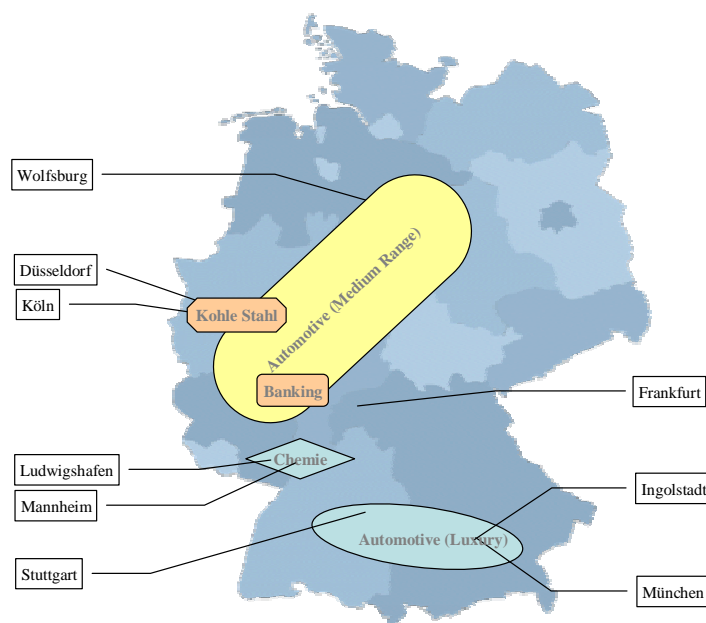 Wolfsburg
Automotive (Medium Range)
Düsseldorf
Köln
Kohle Stahl
Banking
Frankfurt
Ludwigshafen
Chemie
Mannheim
Ingolstadt
Automotive (Luxury)
Stuttgart
München